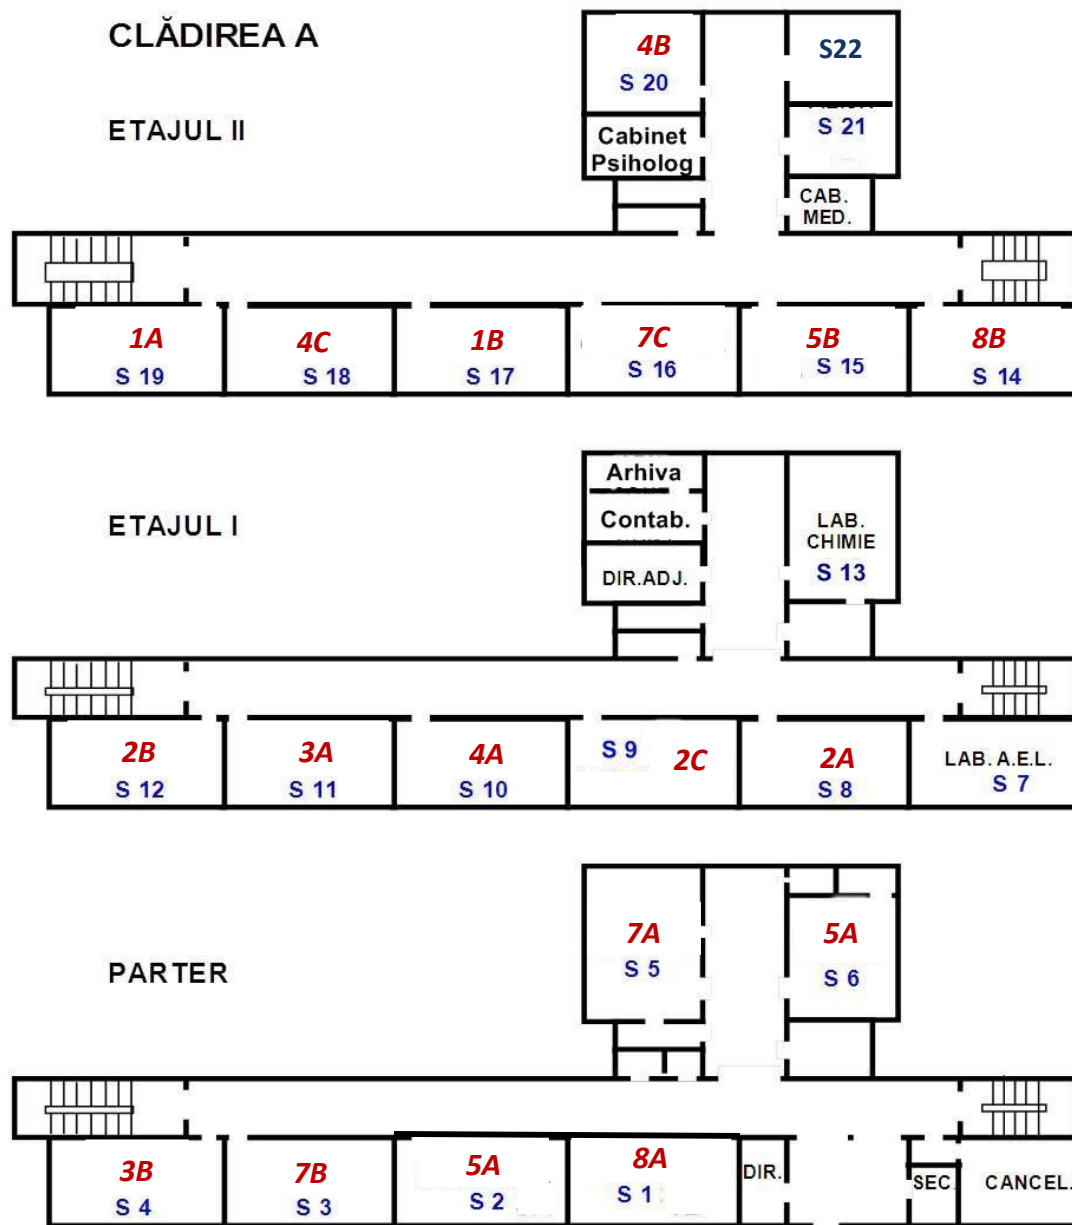 CLĂDIREA A
ETAJUL II
4B
S 20
S22
S 21
Cabinet
Psiholog
CAB.
MED.
1A
S 19
4C
S 18
1B
S 17
7C
S 16
5B
S 15
8B
S 14
ETAJUL I
Arhiva
Contab.
DIR.ADJ.
LAB.
CHIMIE
S 13
2B
S 12
3A
S 11
4A
S 10
S 9
2C
2A
S 8
LAB. A.E.L.
S 7
PARTER
7A
S 5
5A
S 6
3B
S 4
7B
S 3
5A
S 2
8A
S 1
DIR.
SEC.
CANCEL.